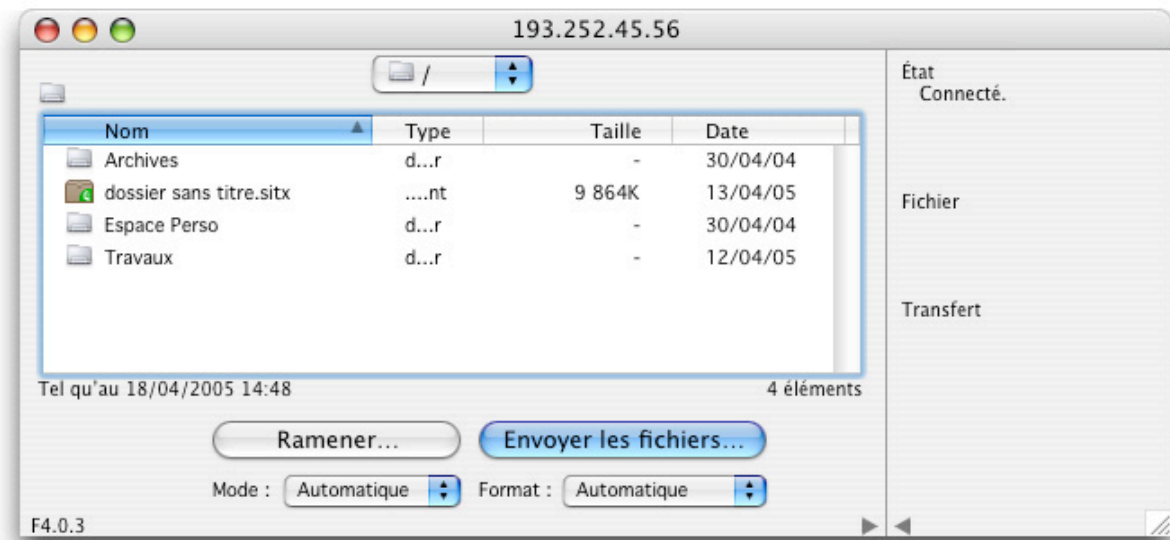 193.252.45.56
/
État
Connecté.
Nom Type Taille Date
Archives d...r - 30/04/04
dossier sans titre.sitx ....nt 9 864K 13/04/05
Fichier
Espace Perso d...r - 30/04/04
Travaux d...r - 12/04/05
Transfert
Tel qu'au 18/04/2005 14:48 4 éléments
Ramener... Envoyer les fichiers...
Mode : Automatique Format : Automatique
F4.0.3